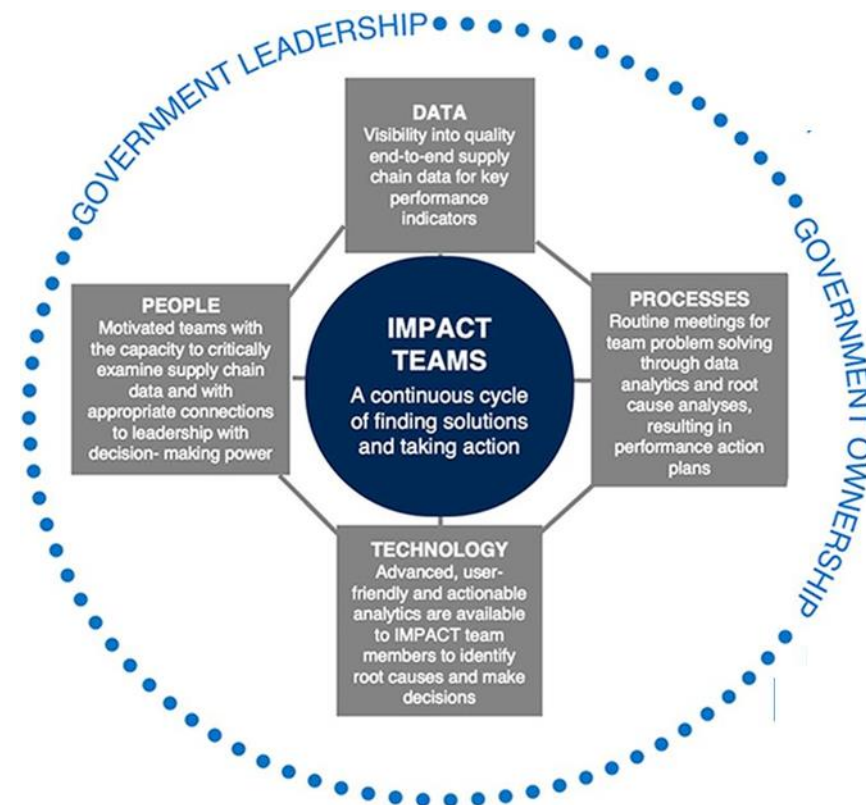 GOVERNMENT LEADERSHIP
DATA
Visibility into quality
end-to-end supply
chain data for key
performance
indicators
GOVERNMENT OWNERSHIP
PEOPLE
Motivated teams with
the capacity to critically
examine supply chain
data and with
appropriate connections
to leadership with
decision- making power
IMPACT
TEAMS
A continuous cycle
of finding solutions
and taking action
PROCESSES
Routine meetings for
team problem solving
through data
analytics and root
cause analyses,
resulting in
performance action
plans
TECHNOLOGY
Advanced, user-
friendly and actionable
analytics are available
to IMPACT team
members to identify
root causes and make
decisions